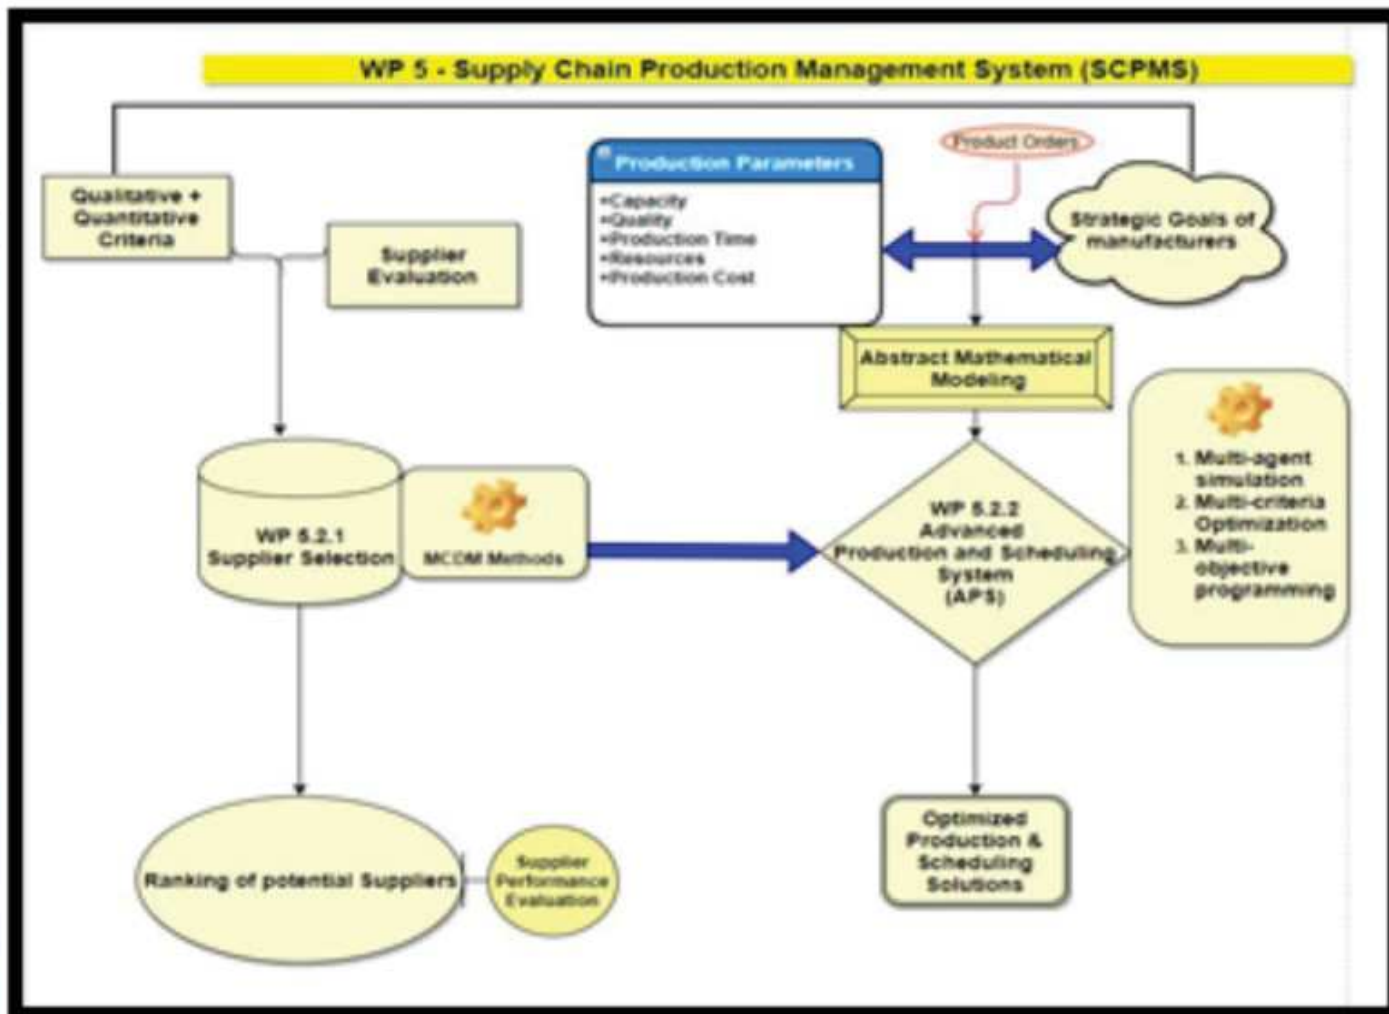 WP 5 - Supply Chain Production Management System (SCPMS)
Product Orders
Production Parameters
•Capacity
•Quality
•Production Time
•Resources
•Production Cost
Strategic Goals of
manufacturers
Qualitative +
Quantitative
Criteria
Supplier
Evaluation
Abstract Mathematical
Modeling
WP 5.2.1
Supplier Selection
MCDM Methods
WP 5.2.2
Advanced
Production and Scheduling
System
(APS)
1. Multi-agent
simulation
2. Multi-criteria
Optimization
3. Multi-
objective
programming
Ranking of potential Suppliers
Supplier
Performance
Evaluation
Optimized
Production &
Scheduling
Solutions